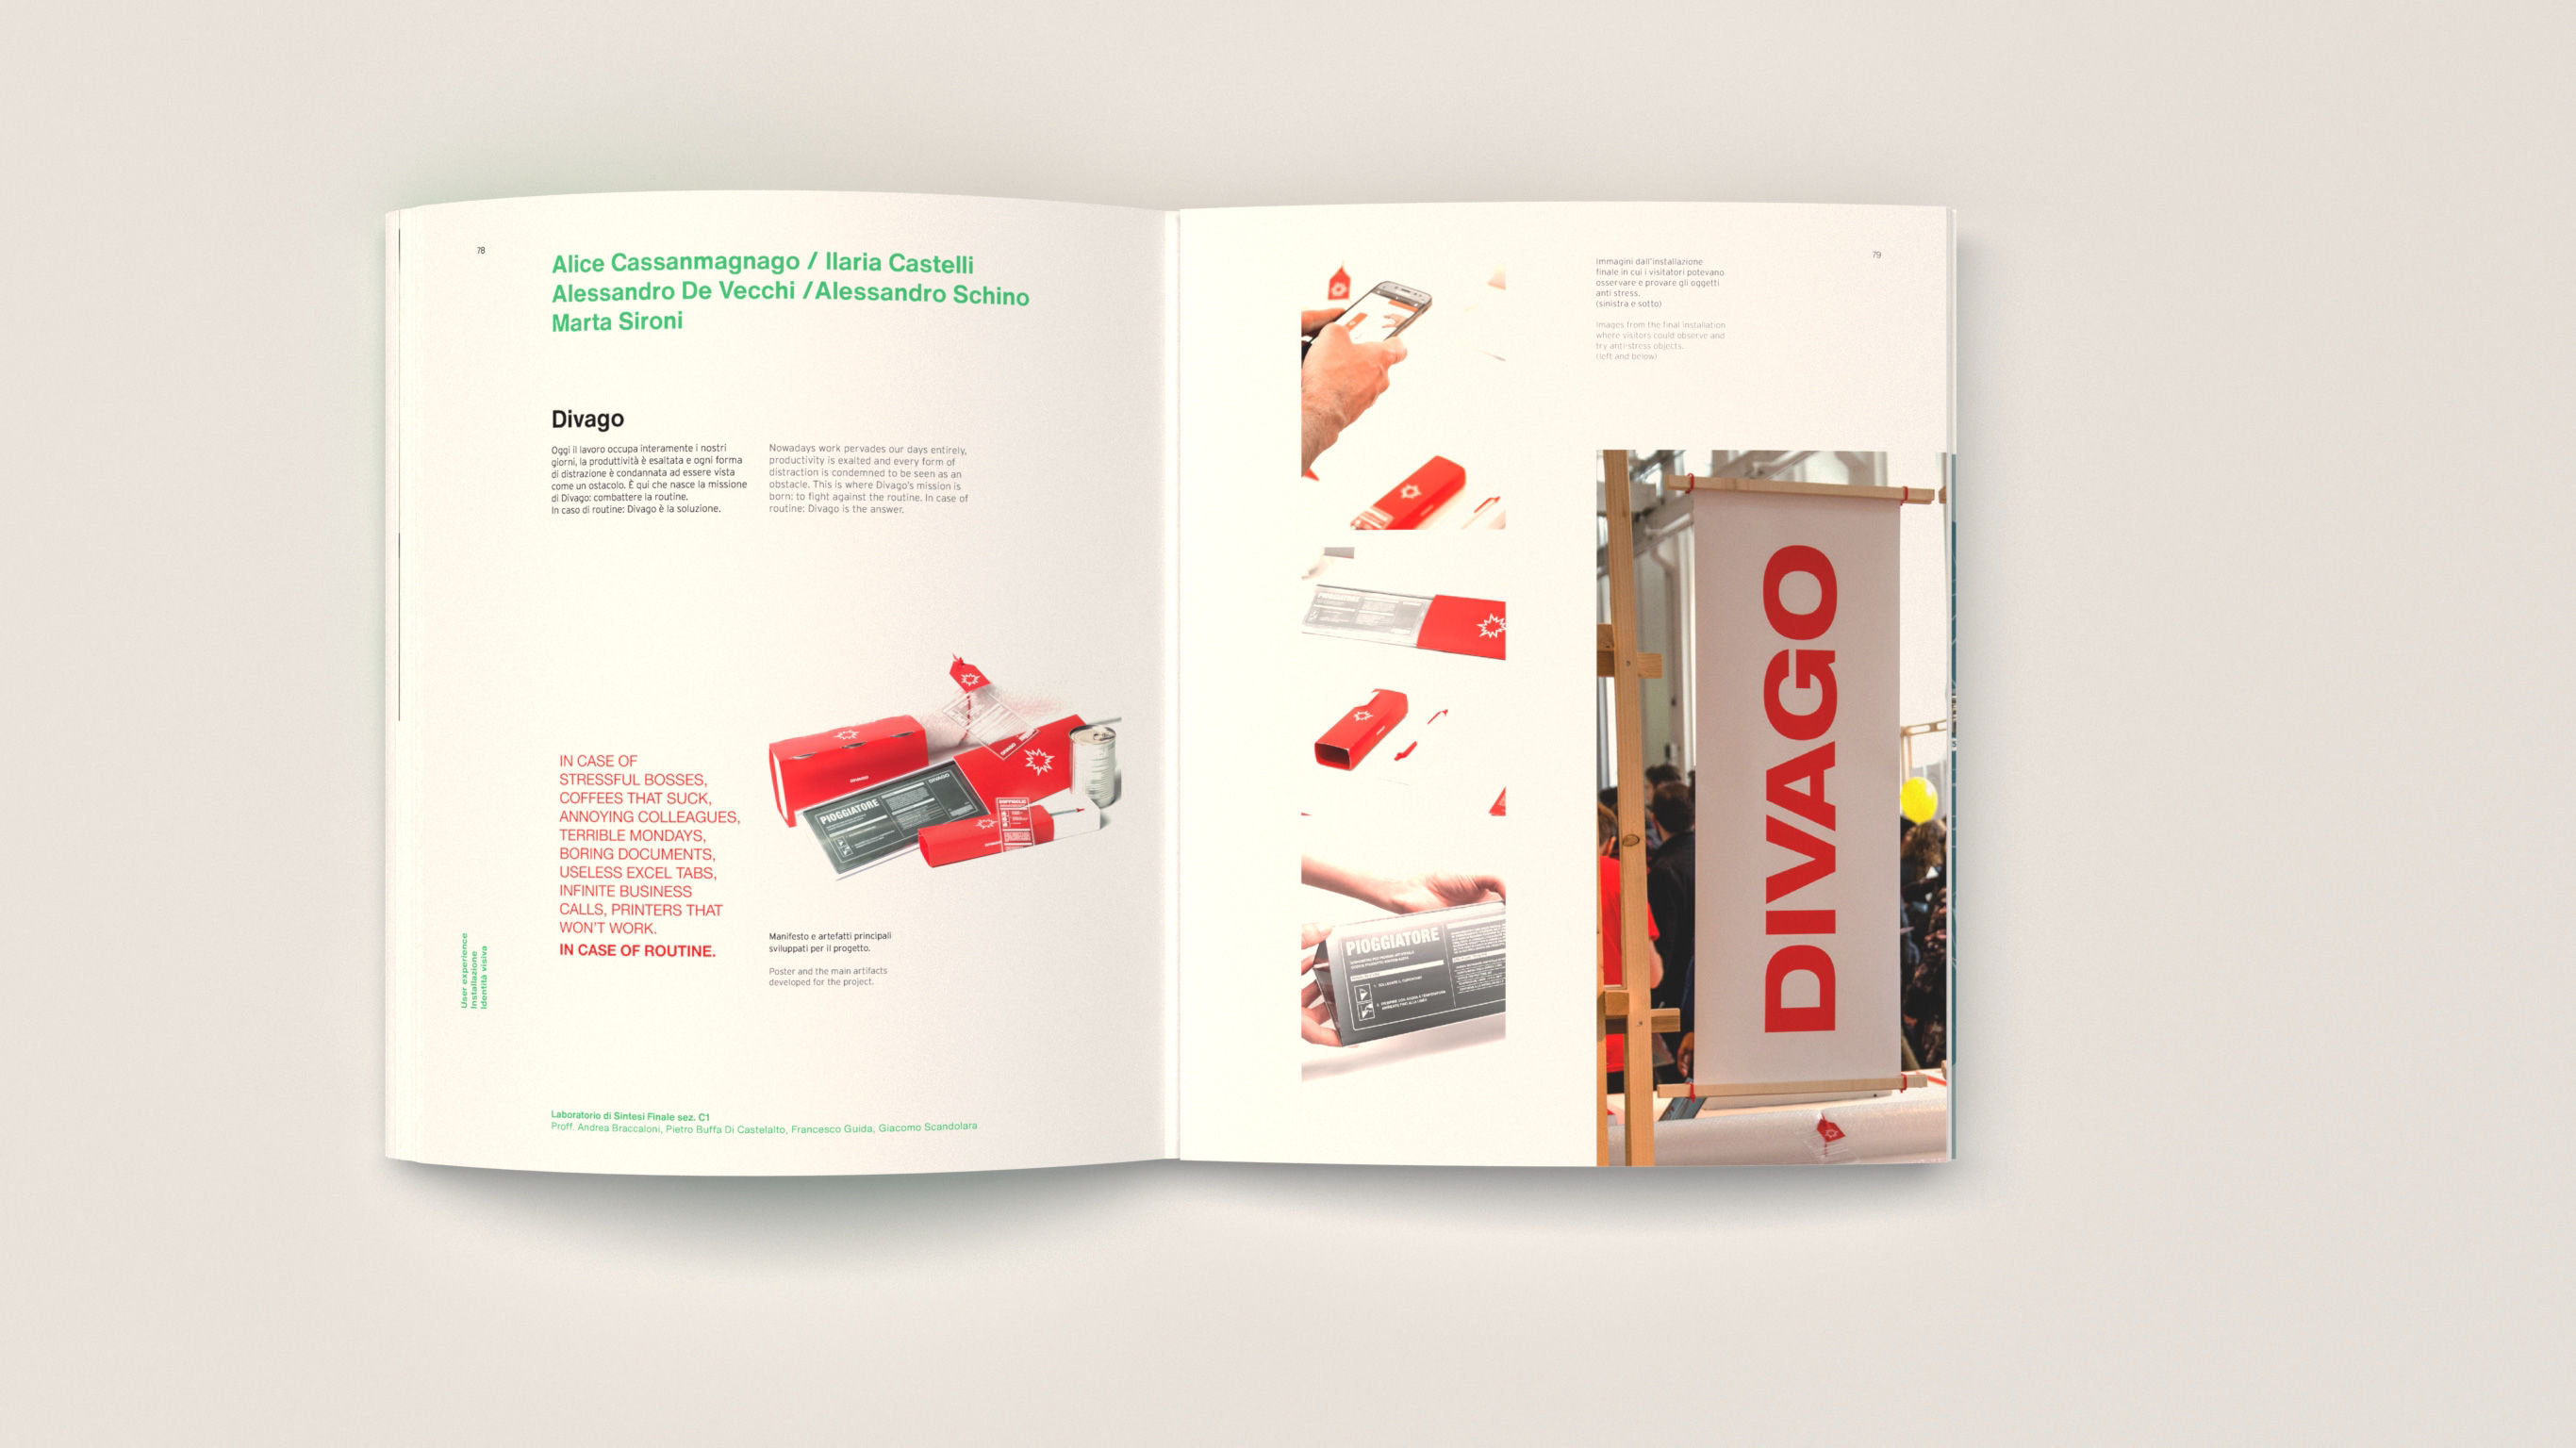 78
Alice Cassanmagnago / Ilaria Castelli
Alessandro De Vecchi /Alessandro Schino
Marta Sironi
Divago
Oggi il lavoro occupa interamente i nostri
giorni, la produttività è esaltata e ogni forma
di distrazione è condannata ad essere vista
come un ostacolo. È qui che nasce la missione
di Divago: combattere la routine.
In caso di routine: Divago è la soluzione.
Nowadays work pervades our days entirely,
productivity is exalted and every form of
distraction is condemned to be seen as an
obstacle. This is where Divago's mission is
born: to fight against the routine. In case of
routine: Divago is the answer.
IN CASE OF
STRESSFUL BOSSES,
COFFEES THAT SUCK,
ANNOYING COLLEAGUES,
TERRIBLE MONDAYS,
BORING DOCUMENTS,
USELESS EXCEL TABS,
INFINITE BUSINESS
CALLS, PRINTERS THAT
WON'T WORK.
IN CASE OF ROUTINE.
DIVAGO
DIVAGO
DIVAGO
PIOGGIATORE
Manifesto e artefatti principali
sviluppati per il progetto.
Poster and the main artifacts
developed for the project.
User experience
Installazione
Identità visiva
Laboratorio di Sintesi Finale sez. C1
Proff. Andrea Braccaloni, Pietro Buffa Di Castelalto, Francesco Guida, Giacomo Scandolara
79
Immagini dall'installazione
finale in cui i visitatori potevano
osservare e provare gli oggetti
anti stress.
(sinistra e sotto)
Images from the final installation
where visitors could observe and
try anti-stress objects.
(left and below)
PIOGGIATORE
PIOGGIATORE
DIVAGO